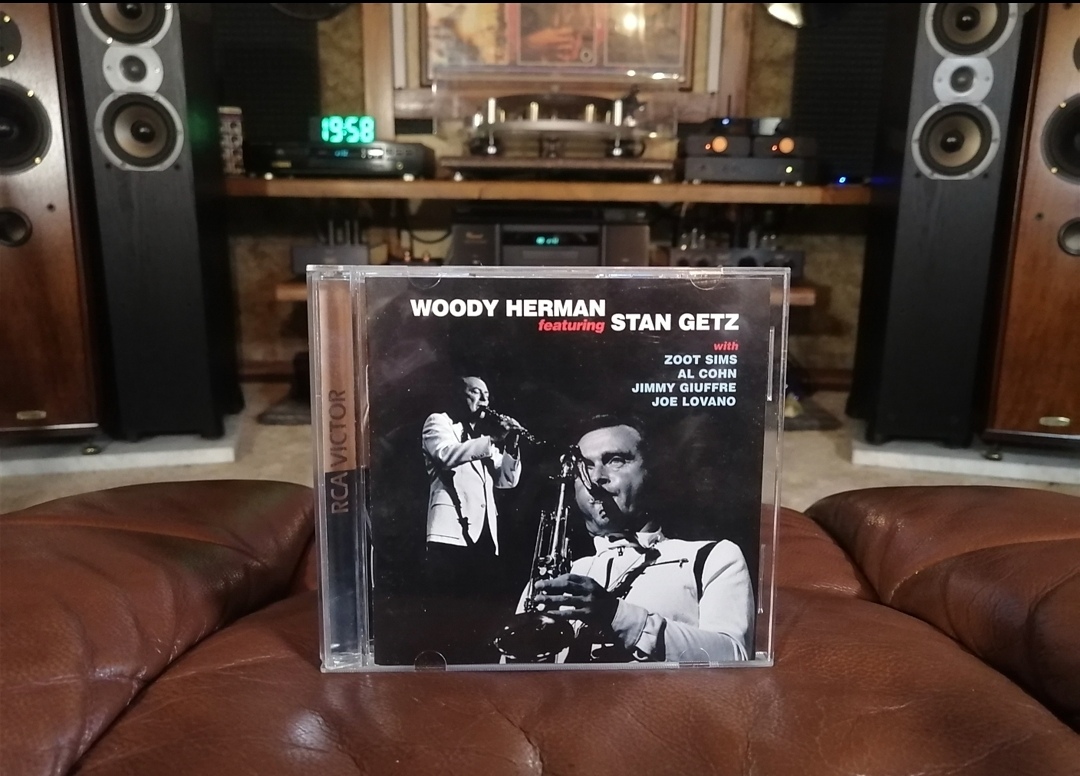 19:58
WOODY HERMAN
featuring STAN GETZ
with
ZOOT SIMS
AL COHN
JIMMY GIUFFRE
JOE LOVANO
RCA VICTOR